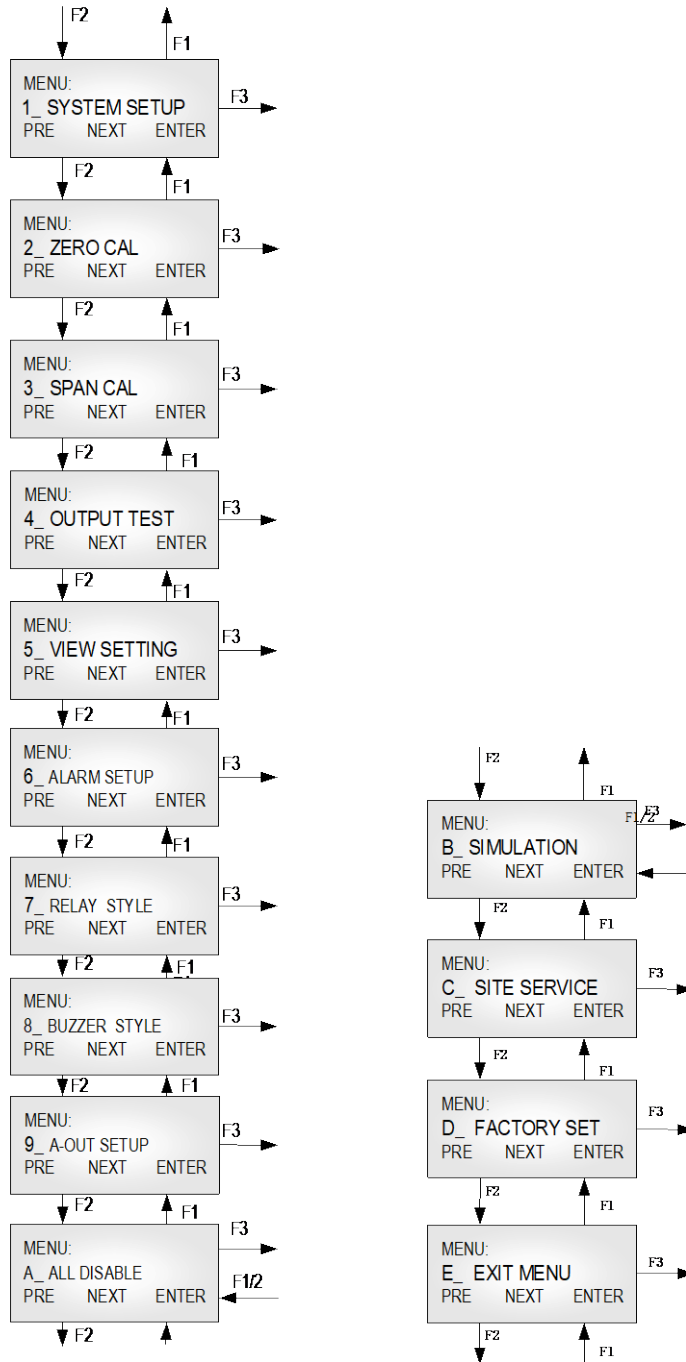 F2
F1
MENU:
1_ SYSTEM SETUP
F3
PRE NEXT ENTER
F2
F1
MENU:
2_ ZERO CAL
F3
PRE NEXT ENTER
F2
F1
MENU:
3_ SPAN CAL
F3
PRE NEXT ENTER
F2
F1
MENU:
4_ OUTPUT TEST
F3
PRE NEXT ENTER
F2
F1
MENU:
5_ VIEW SETTING
F3
PRE NEXT ENTER
F2
F1
MENU:
6_ ALARM SETUP
F3
PRE NEXT ENTER
F2
F1
MENU:
7_ RELAY STYLE
F3
PRE NEXT ENTER
F2
F1
MENU:
8_ BUZZER STYLE
F3
PRE NEXT ENTER
F2
F1
MENU:
9_ A-OUT SETUP
F3
PRE NEXT ENTER
F2
F1
F3
MENU:
A_ ALL DISABLE
F1/2
PRE NEXT ENTER
F2
F2
F1
F3
F1/2
MENU:
B_ SIMULATION
PRE NEXT ENTER
F2
F1
MENU:
C_ SITE SERVICE
F3
PRE NEXT ENTER
F2
F1
MENU:
D_ FACTORY SET
F3
PRE NEXT ENTER
F2
F1
MENU:
E_ EXIT MENU
F3
PRE NEXT ENTER
F2
F1